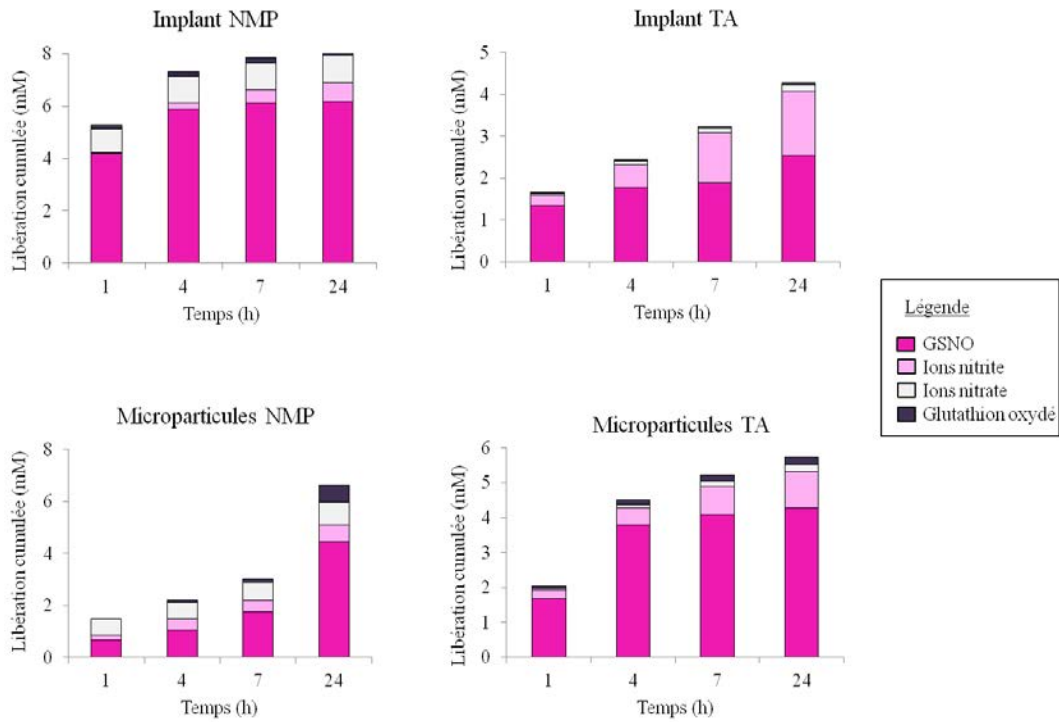 Implant NMP
Libération cumulée (mM)
8
6
4
2
0
1 4 7 24
Temps (h)
Implant TA
Libération cumulée (mM)
5
4
3
2
1
0
1 4 7 24
Temps (h)
Légende
GSNO
Ions nitrite
Ions nitrate
Glutathion oxydé
Microparticules NMP
Libération cumulée (mM)
8
6
4
2
0
1 4 7 24
Temps (h)
Microparticules TA
Libération cumulée (mM)
6
5
4
3
2
1
0
1 4 7 24
Temps (h)